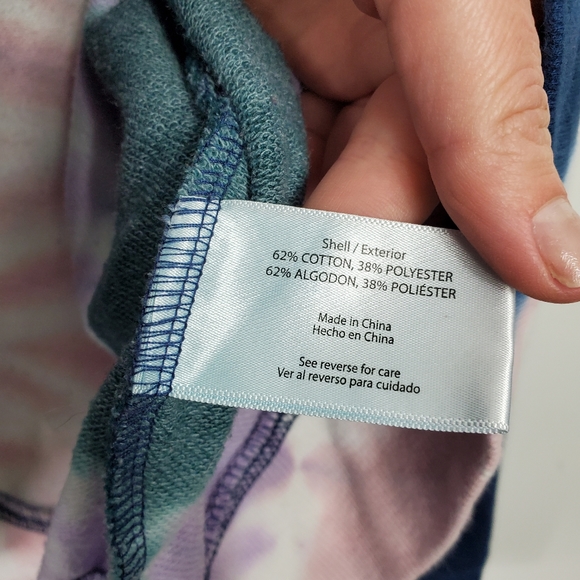 Shell / Exterior
62% COTTON, 38% POLYESTER
62% ALGODON, 38% POLIÉSTER
Made in China
Hecho en China
See reverse for care
Ver al reverso para cuidado